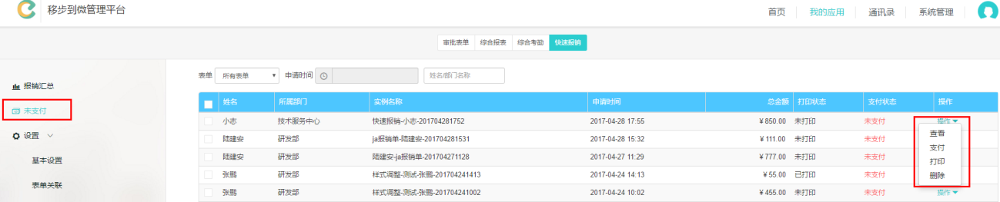 移步到微管理平台 首页 我的应用 通讯录 系统管理
审批表单 综合报表 综合考勤 快速报销
报销汇总
未支付
设置
基本设置
表单关联
表单 所有表单 申请时间 姓名/部门名称
姓名 所属部门 实例名称 申请时间 总金额 打印状态 支付状态 操作
小志 技术服务中心 快速报销-小志-201704281752 2017-04-28 17:55 ¥850.00 未打印 未支付 操作
陆建安 研发部 ja报销单-陆建安-201704281531 2017-04-28 15:32 ¥111.00 未打印 未支付
陆建安 研发部 陆建安-ja报销单-201704271128 2017-04-27 11:29 ¥777.00 未打印 未支付
张鹏 研发部 样式调整-测试-张鹏-201704241413 2017-04-24 14:13 ¥55.00 已打印 未支付
张鹏 研发部 样式调整-测试-张鹏-201704241002 2017-04-24 10:02 ¥455.00 未打印 未支付 操作
查看
支付
打印
删除